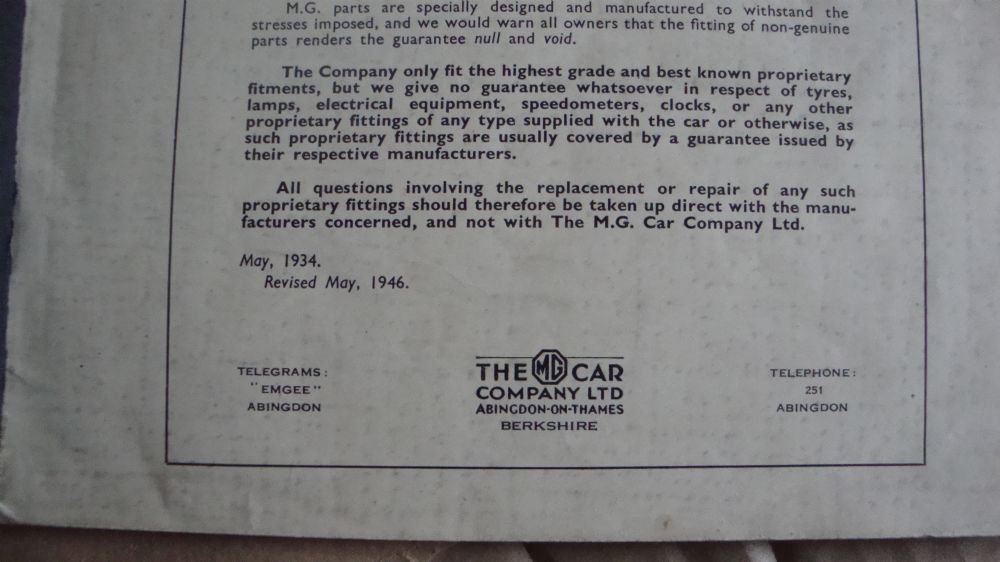 M.G. parts are specially designed and manufactured to withstand the
stresses imposed, and we would warn all owners that the fitting of non-genuine
parts renders the guarantee null and void.
The Company only fit the highest grade and best known proprietary
fitments, but we give no guarantee whatsoever in respect of tyres,
lamps, electrical equipment, speedometers, clocks, or any other
proprietary fittings of any type supplied with the car or otherwise, as
such proprietary fittings are usually covered by a guarantee issued by
their respective manufacturers.
All questions involving the replacement or repair of any such
proprietary fittings should therefore be taken up direct with the manu-
facturers concerned, and not with The M.G. Car Company Ltd.
May, 1934.
Revised May, 1946.
TELEGRAMS:
"EMGEE"
ABINGDON
THE MG CAR
COMPANY LTD
ABINGDON-ON-THAMES
BERKSHIRE
TELEPHONE:
251
ABINGDON